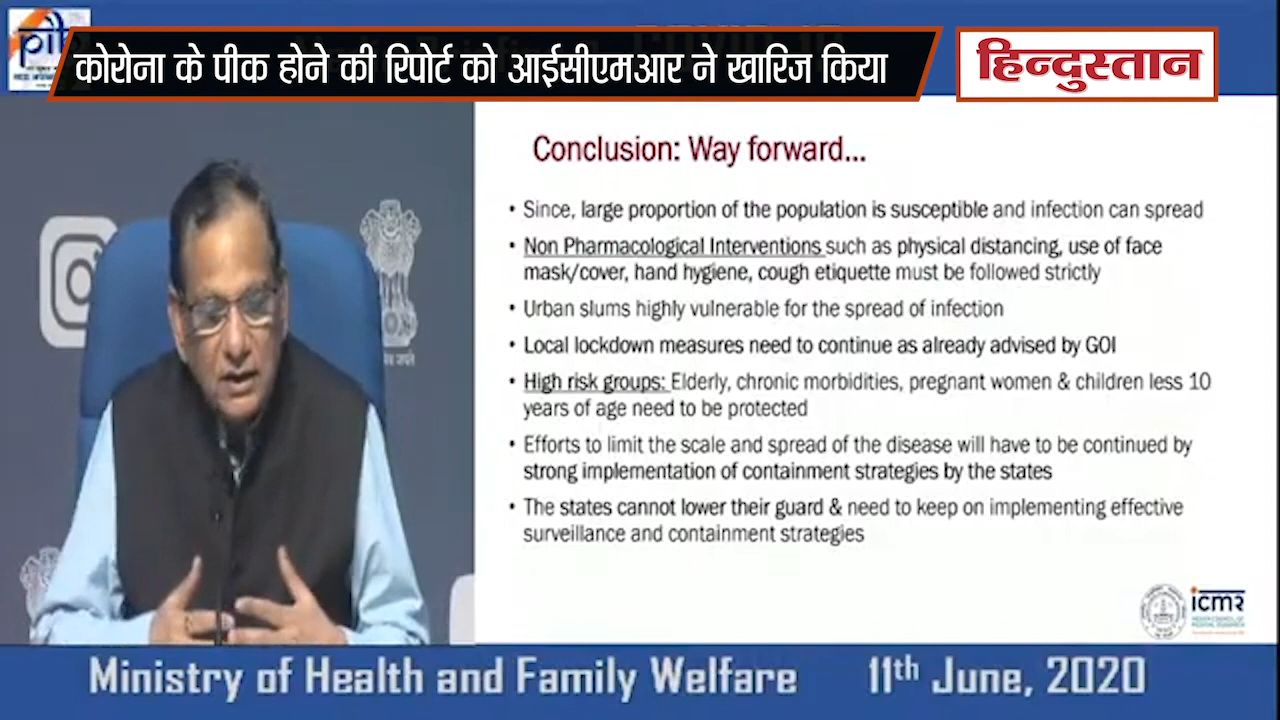 pib
कोरोना के पीक होने की रिपोर्ट को आईसीएमआर ने खारिज किया
हिन्दुस्तान
Conclusion: Way forward...
• Since, large proportion of the population is susceptible and infection can spread
• Non Pharmacological Interventions such as physical distancing, use of face
mask/cover, hand hygiene, cough etiquette must be followed strictly
• Urban slums highly vulnerable for the spread of infection
• Local lockdown measures need to continue as already advised by GOI
• High risk groups: Elderly, chronic morbidities, pregnant women & children less 10
years of age need to be protected
• Efforts to limit the scale and spread of the disease will have to be continued by
strong implementation of containment strategies by the states
• The states cannot lower their guard & need to keep on implementing effective
surveillance and containment strategies
icmr
INDIAN COUNCIL OF
MEDICAL RESEARCH
Ministry of Health and Family Welfare 11th June, 2020